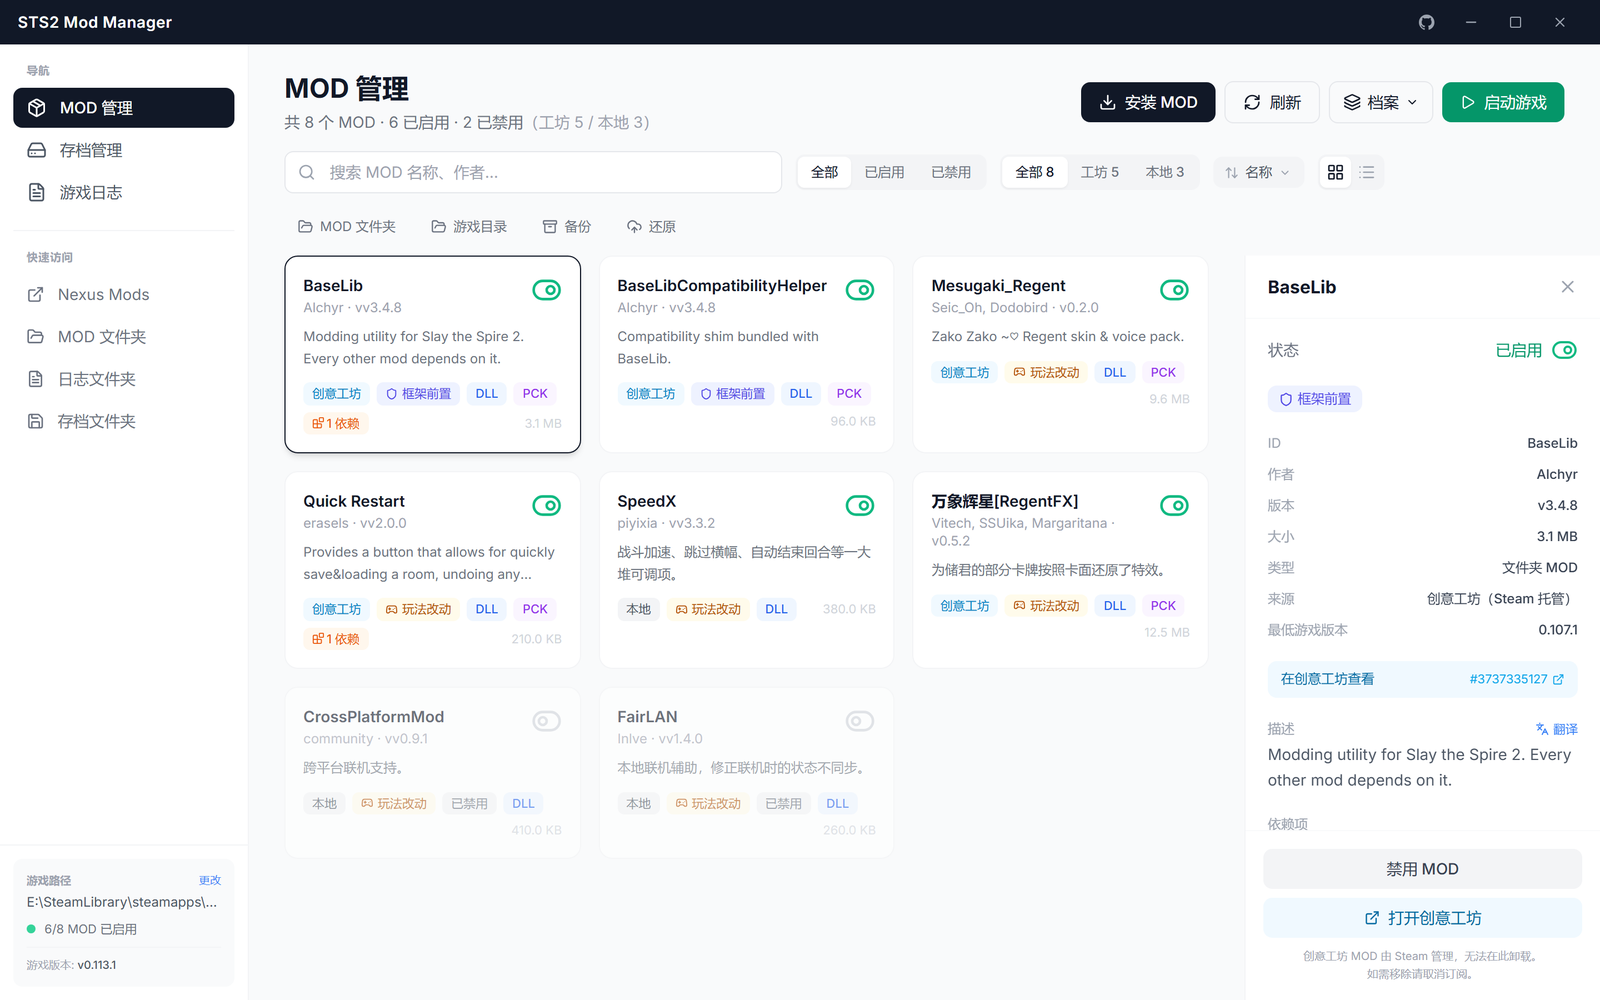 STS2 Mod Manager
导航
MOD 管理
存档管理
游戏日志
快速访问
Nexus Mods
MOD 文件夹
日志文件夹
存档文件夹
游戏路径 更改
E:\SteamLibrary\steamapps\...
6/8 MOD 已启用
游戏版本: v0.113.1
MOD 管理
共 8 个 MOD · 6 已启用 · 2 已禁用（工坊 5 / 本地 3）
安装 MOD 刷新 档案 启动游戏
搜索 MOD 名称、作者...
全部 已启用 已禁用 全部 8 工坊 5 本地 3 名称
MOD 文件夹 游戏目录 备份 还原
BaseLib
Alchyr · vv3.4.8
Modding utility for Slay the Spire 2.
Every other mod depends on it.
创意工坊 框架前置 DLL PCK
1 依赖 3.1 MB
BaseLibCompatibilityHelper
Alchyr · vv3.4.8
Compatibility shim bundled with
BaseLib.
创意工坊 框架前置 DLL PCK
96.0 KB
Mesugaki_Regent
Seic_Oh, Dodobird · v0.2.0
Zako Zako ~♡ Regent skin & voice pack.
创意工坊 玩法改动 DLL PCK
9.6 MB
Quick Restart
erasels · vv2.0.0
Provides a button that allows for quickly
save&loading a room, undoing any...
创意工坊 玩法改动 DLL PCK
1 依赖 210.0 KB
SpeedX
piyixia · vv3.3.2
战斗加速、跳过横幅、自动结束回合等一大
堆可调项。
本地 玩法改动 DLL 380.0 KB
万象辉星[RegentFX]
Vitech, SSUika, Margaritana ·
v0.5.2
为储君的部分卡牌按照卡面还原了特效。
创意工坊 玩法改动 DLL PCK
12.5 MB
CrossPlatformMod
community · vv0.9.1
跨平台联机支持。
本地 玩法改动 已禁用 DLL
410.0 KB
FairLAN
Inlve · vv1.4.0
本地联机辅助，修正联机时的状态不同步。
本地 玩法改动 已禁用 DLL
260.0 KB
BaseLib
状态 已启用
框架前置
ID BaseLib
作者 Alchyr
版本 v3.4.8
大小 3.1 MB
类型 文件夹 MOD
来源 创意工坊（Steam 托管）
最低游戏版本 0.107.1
在创意工坊查看 #3737335127
描述 翻译
Modding utility for Slay the Spire 2. Every
other mod depends on it.
依赖项
禁用 MOD
打开创意工坊
创意工坊 MOD 由 Steam 管理，无法在此卸载。
如需移除请取消订阅。